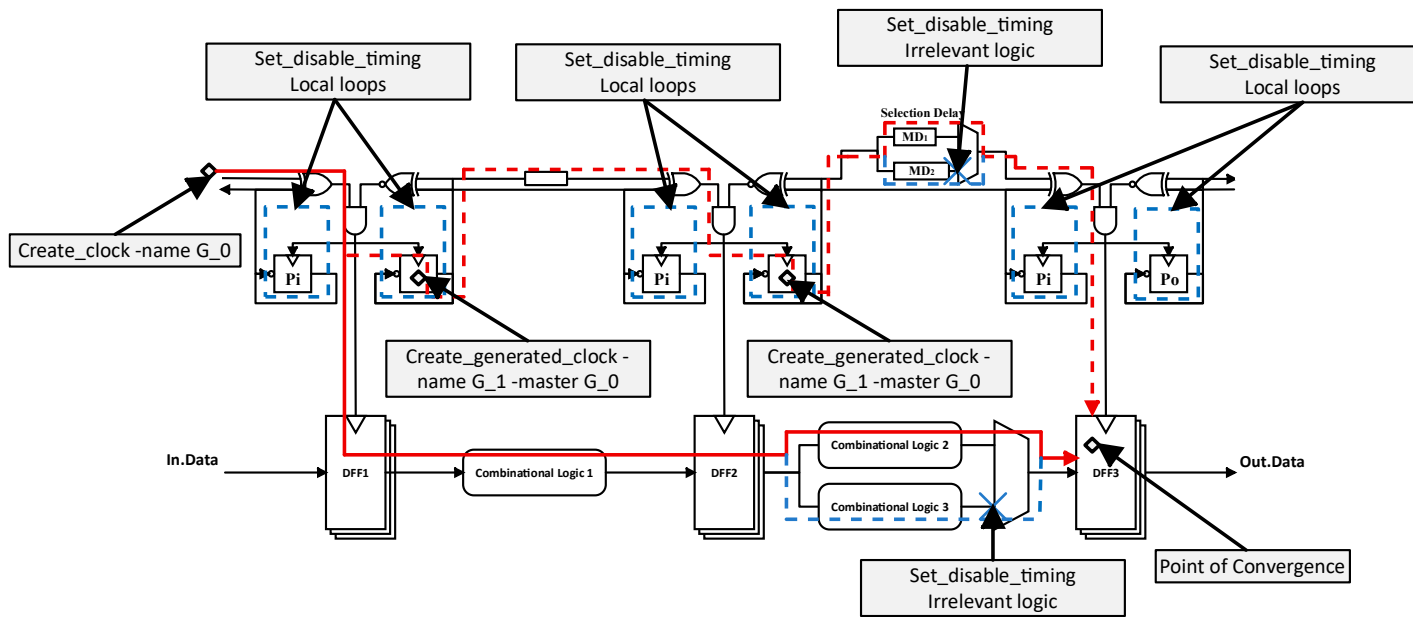 Set_disable_timing
Irrelevant logic
Set_disable_timing
Local loops
Set_disable_timing
Local loops
Set_disable_timing
Local loops
Selection Delay
MD1
MD2
Create_clock -name G_0
Pi
Pi
Pi
Po
Create_generated_clock -
name G_1 -master G_0
Create_generated_clock -
name G_1 -master G_0
In.Data
DFF1
Combinational Logic 1
DFF2
Combinational Logic 2
Combinational Logic 3
DFF3
Out.Data
Set_disable_timing
Irrelevant logic
Point of Convergence